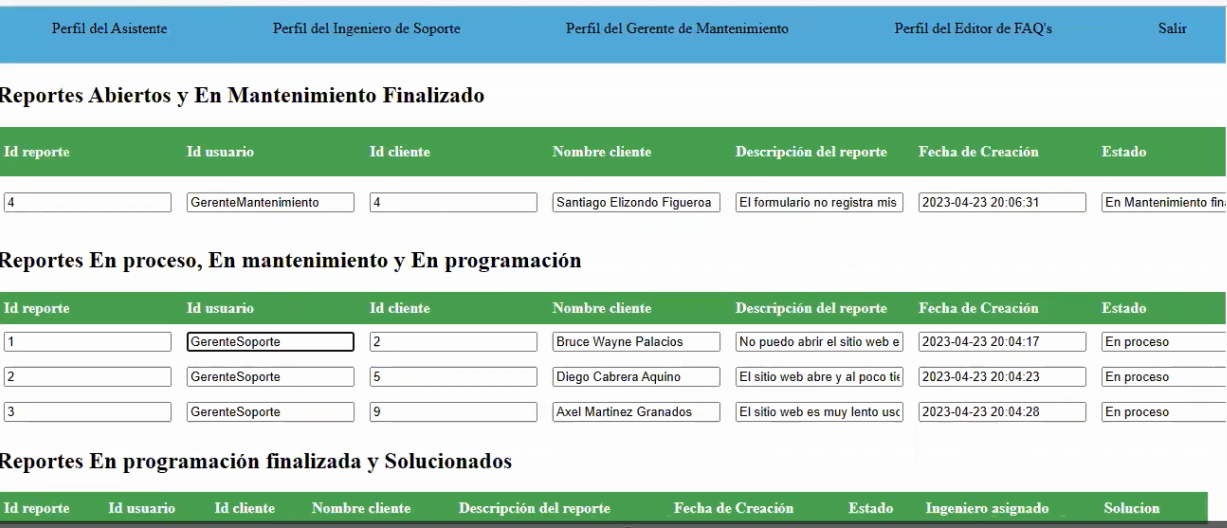 Perfil del Asistente Perfil del Ingeniero de Soporte Perfil del Gerente de Mantenimiento Perfil del Editor de FAQ's Salir
Reportes Abiertos y En Mantenimiento Finalizado
Id reporte Id usuario Id cliente Nombre cliente Descripción del reporte Fecha de Creación Estado
4 GerenteMantenimiento 4 Santiago Elizondo Figueroa El formulario no registra mis 2023-04-23 20:06:31 En Mantenimiento fin
Reportes En proceso, En mantenimiento y En programación
Id reporte Id usuario Id cliente Nombre cliente Descripción del reporte Fecha de Creación Estado
1 GerenteSoporte 2 Bruce Wayne Palacios No puedo abrir el sitio web e 2023-04-23 20:04:17 En proceso
2 GerenteSoporte 5 Diego Cabrera Aquino El sitio web abre y al poco tie 2023-04-23 20:04:23 En proceso
3 GerenteSoporte 9 Axel Martínez Granados El sitio web es muy lento uso 2023-04-23 20:04:28 En proceso
Reportes En programación finalizada y Solucionados
Id reporte Id usuario Id cliente Nombre cliente Descripción del reporte Fecha de Creación Estado Ingeniero asignado Solucion